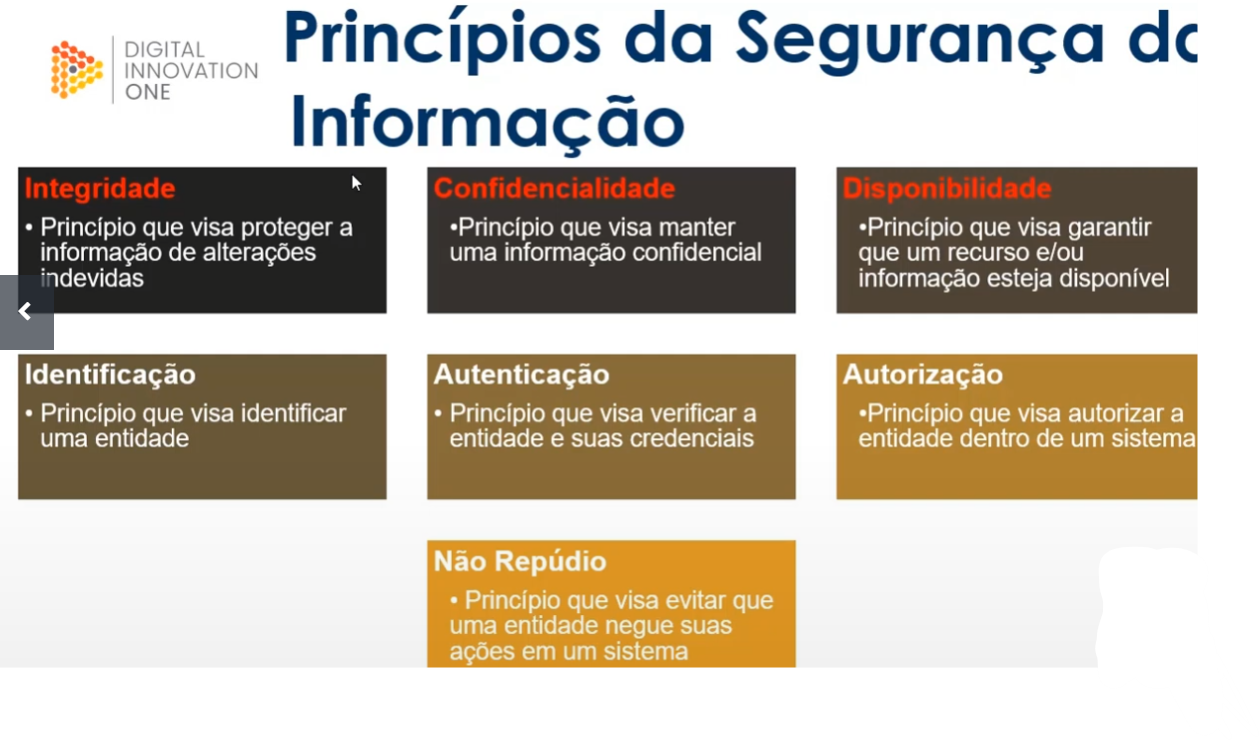 DIGITAL
INNOVATION
ONE
Princípios da Segurança da
Informação
Integridade
• Princípio que visa proteger a
informação de alterações
indevidas
Confidencialidade
•Princípio que visa manter
uma informação confidencial
Disponibilidade
•Princípio que visa garantir
que um recurso e/ou
informação esteja disponível
Identificação
• Princípio que visa identificar
uma entidade
Autenticação
• Princípio que visa verificar a
entidade e suas credenciais
Autorização
•Princípio que visa autorizar a
entidade dentro de um sistema
Não Repúdio
• Princípio que visa evitar que
uma entidade negue suas
ações em um sistema